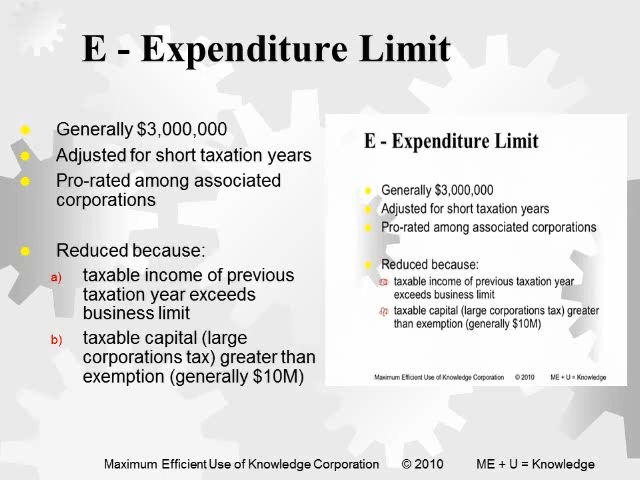 E - Expenditure Limit
Generally $3,000,000
Adjusted for short taxation years
Pro-rated among associated
corporations
Reduced because:
a) taxable income of previous
taxation year exceeds
business limit
b) taxable capital (large
corporations tax) greater than
exemption (generally $10M)
E - Expenditure Limit
Generally $3,000,000
Adjusted for short taxation years
Pro-rated among associated corporations
Reduced because:
taxable income of previous taxation year
exceeds business limit
taxable capital (large corporations tax) greater
than exemption (generally $10M)
Maximum Efficient Use of Knowledge Corporation © 2010 ME + U = Knowledge
Maximum Efficient Use of Knowledge Corporation © 2010 ME + U = Knowledge